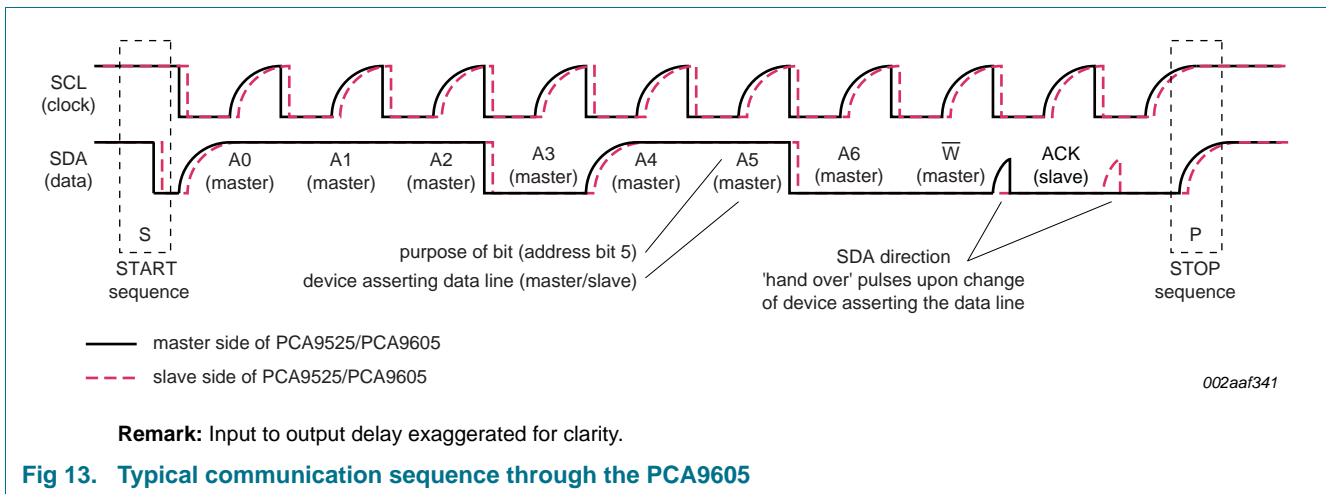 SCL
(clock)
SDA
(data)
A0
(master)
A1
(master)
A2
(master)
A3
(master)
A4
(master)
A5
(master)
A6
(master)
W̅
(master)
ACK
(slave)
S
START
sequence
purpose of bit (address bit 5)
device asserting data line (master/slave)
SDA direction
'hand over' pulses upon change
of device asserting the data line
P
STOP
sequence
master side of PCA9525/PCA9605
slave side of PCA9525/PCA9605
002aaf341
Remark: Input to output delay exaggerated for clarity.
Fig 13. Typical communication sequence through the PCA9605